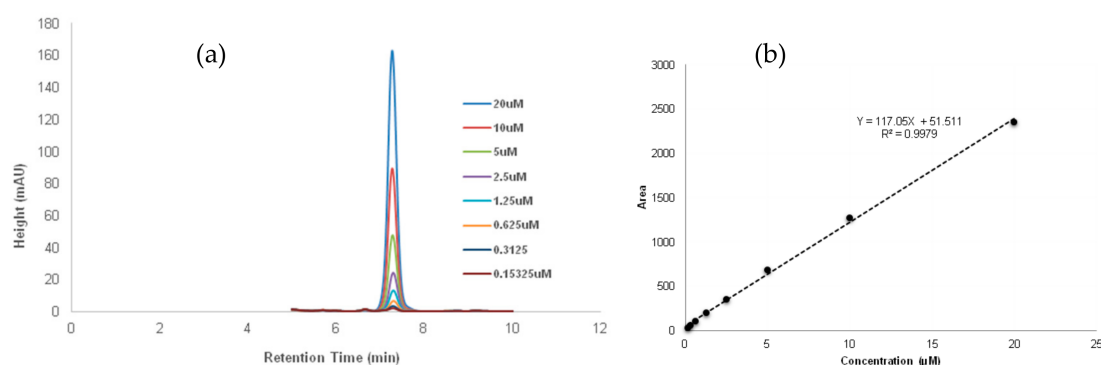 (a)
180
160
140
120
100
80
60
40
20
0
Height (mAU)
0 2 4 6 8 10 12
Retention Time (min)
20uM
10uM
5uM
2.5uM
1.25uM
0.625uM
0.3125
0.15325uM
(b)
3000
2500
2000
1500
1000
500
0
Area
Y = 117.05X + 51.511
R² = 0.9979
0 5 10 15 20 25
Concentration (μM)